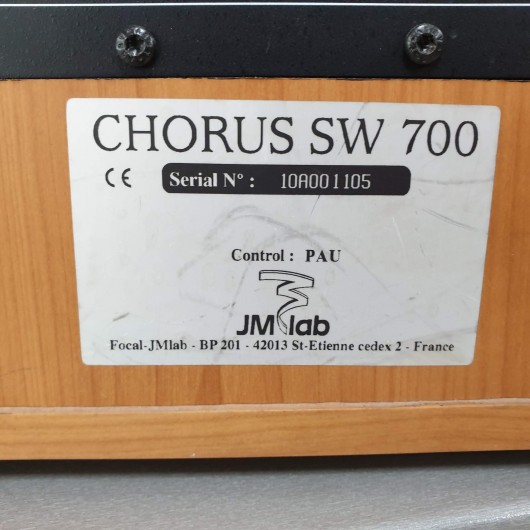 CHORUS SW 700
CE Serial N° : 10A001105
Control : PAU
JMlab
Focal-JMlab - BP 201 - 42013 St-Etienne cedex 2 - France